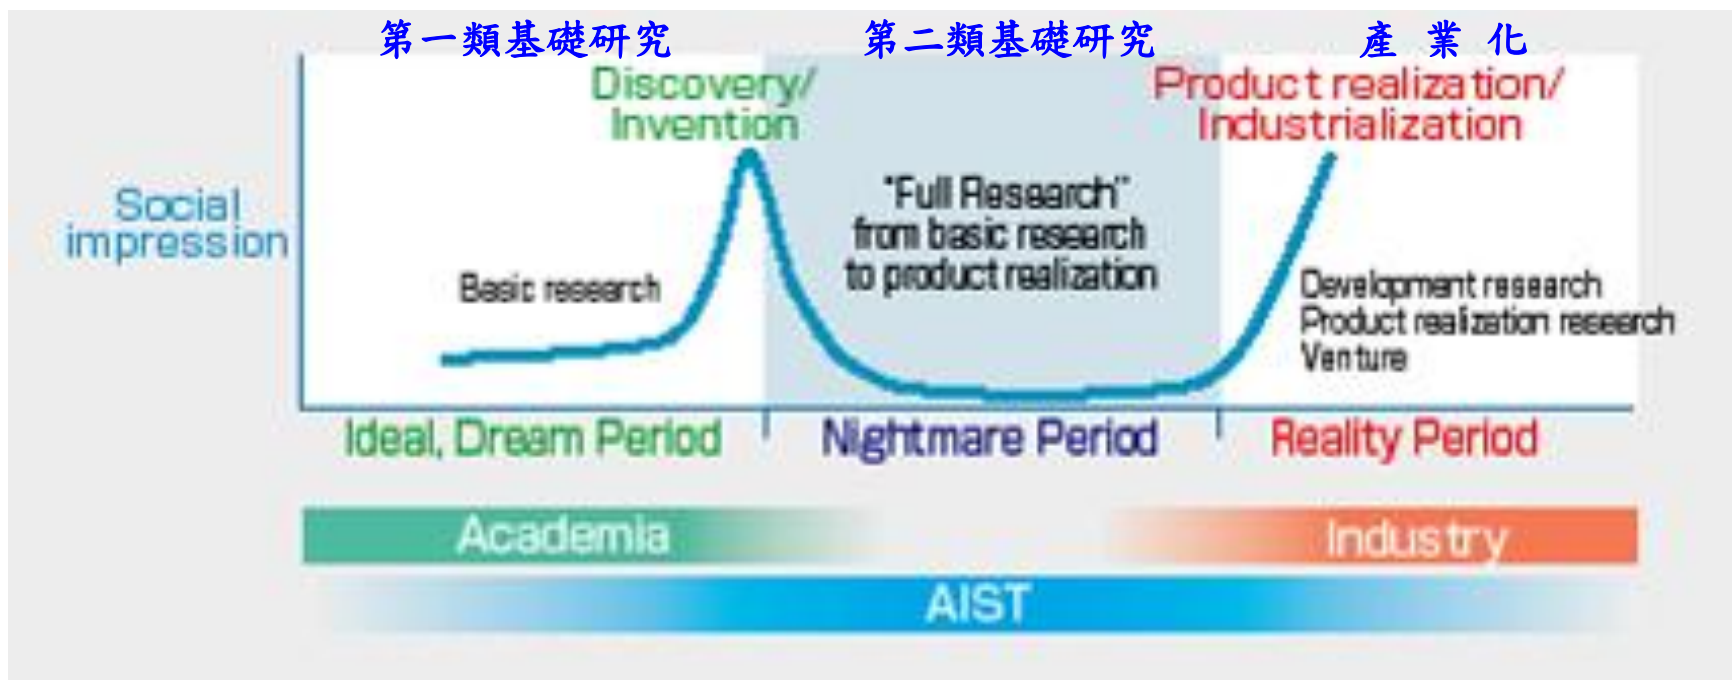 第一類基礎研究
第二類基礎研究
產業化
Discovery/
Invention
Product realization/
Industrialization
Social
impression
"Full Research"
from basic research
to product realization
Basic research
Development research
Product realization research
Venture
Ideal, Dream Period
Nightmare Period
Reality Period
Academia
Industry
AIST